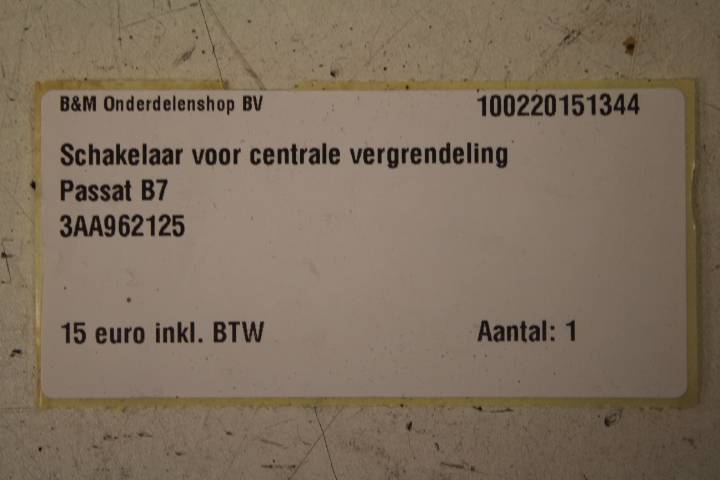 B&M Onderdelenshop BV 100220151344
Schakelaar voor centrale vergrendeling
Passat B7
3AA962125
15 euro inkl. BTW Aantal: 1